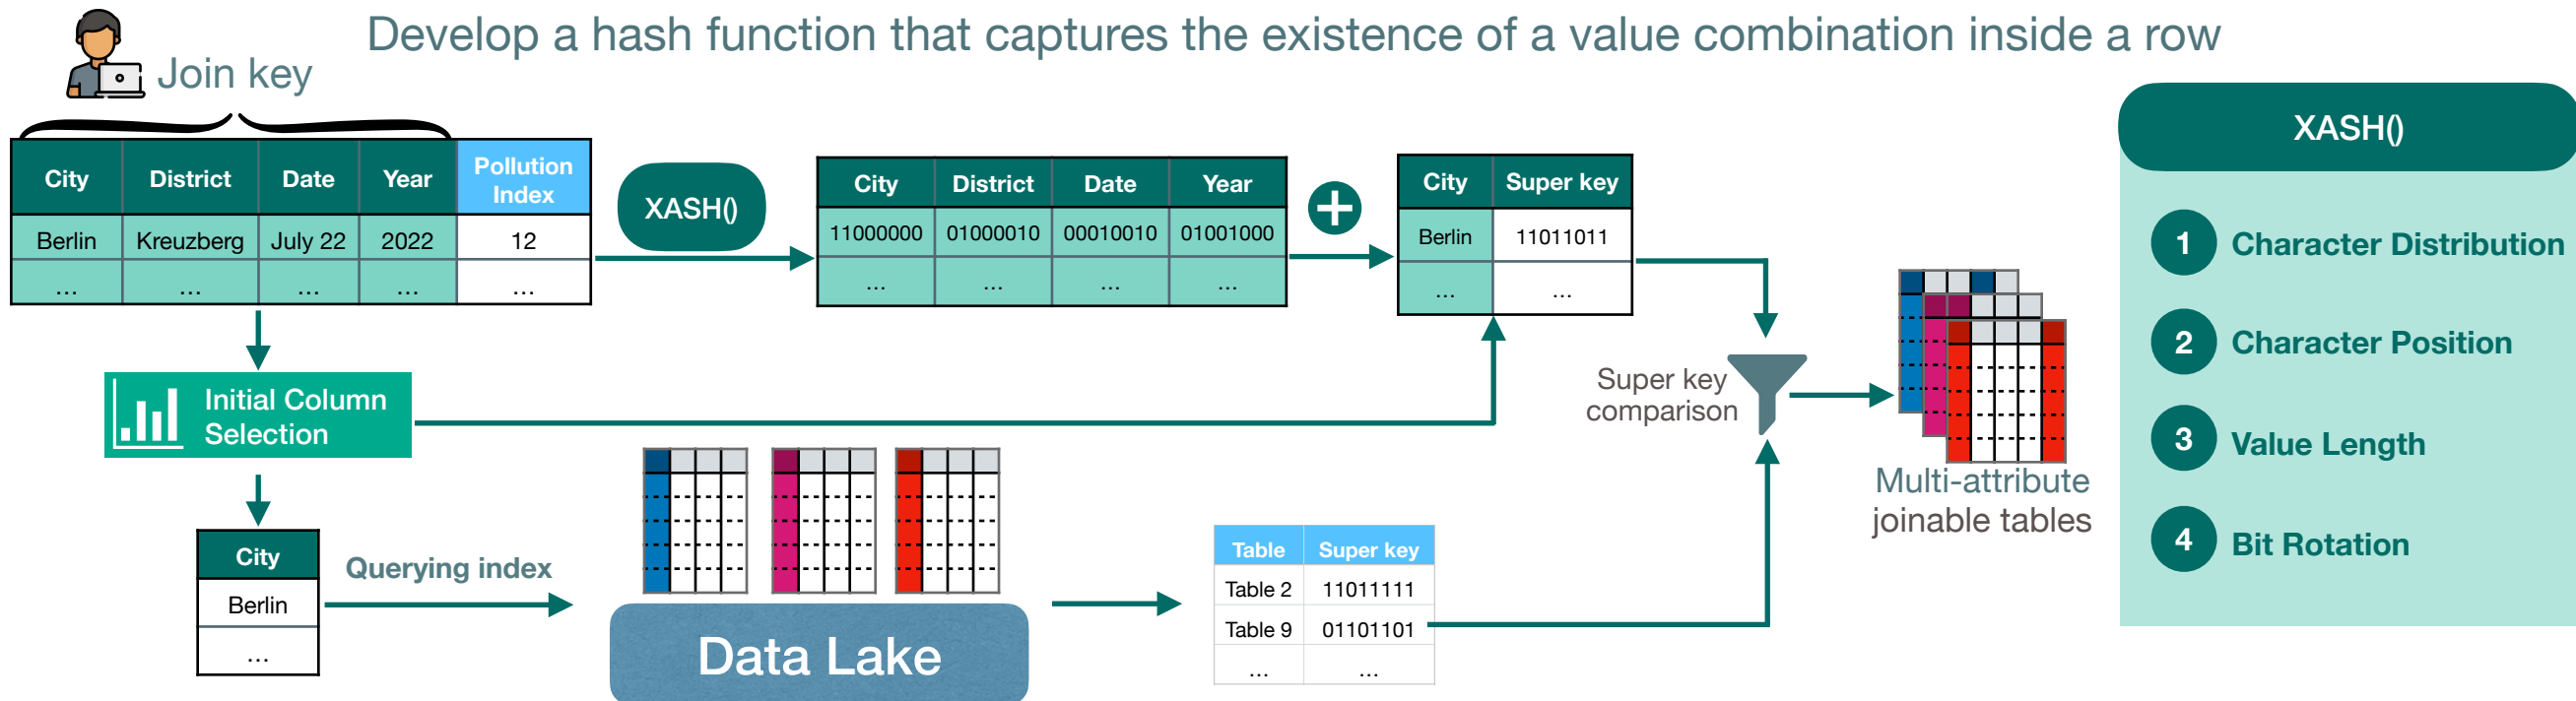 Develop a hash function that captures the existence of a value combination inside a row
Join key
City District Date Year Pollution Index
Berlin Kreuzberg July 22 2022 12
... ... ... ... ...
XASH()
City District Date Year
11000000 01000010 00010010 01001000
... ... ... ...
City Super key
Berlin 11011011
... ...
Initial Column
Selection
City
Berlin
...
Querying index
Data Lake
Table Super key
Table 2 11011111
Table 9 01101101
... ...
Super key
comparison
Multi-attribute
joinable tables
XASH()
1 Character Distribution
2 Character Position
3 Value Length
4 Bit Rotation